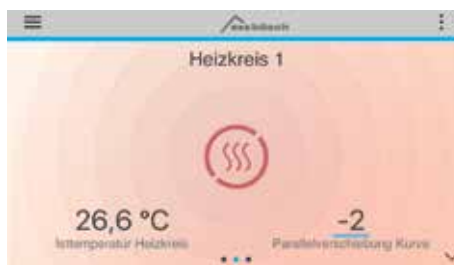 Heizkreis 1
26,6 °C
-2
Isttemperatur Heizkreis
Parallelverschiebung Kurve